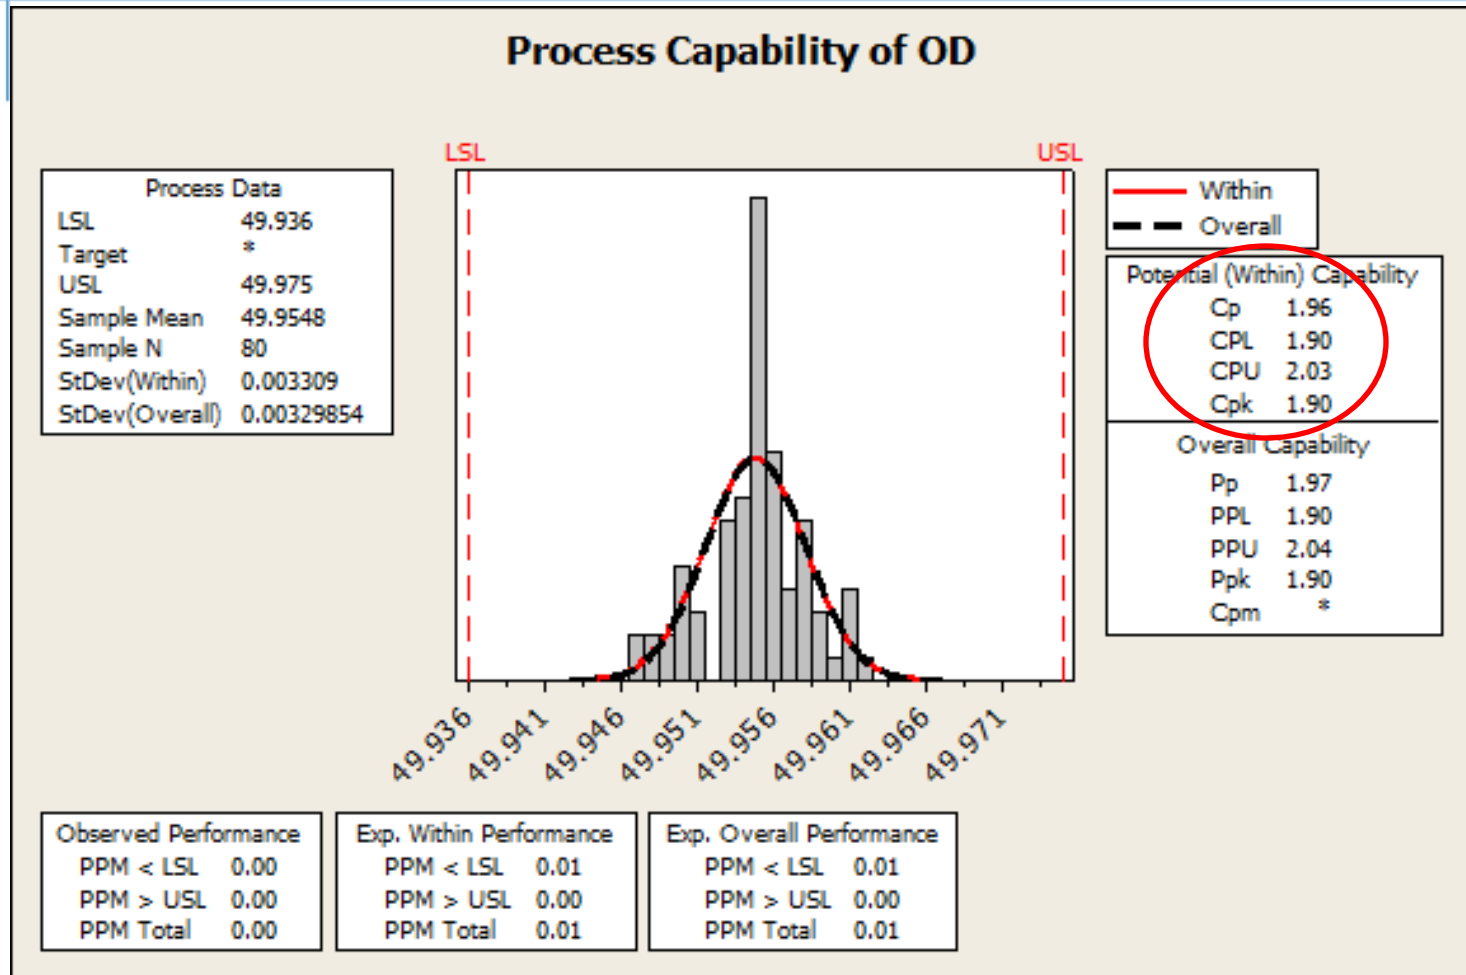 Process Capability of OD
LSL USL
Process Data
LSL 49.936
Target *
USL 49.975
Sample Mean 49.9548
Sample N 80
StDev(Within) 0.003309
StDev(Overall) 0.00329854
Within
Overall
Potential (Within) Capability
Cp 1.96
CPL 1.90
CPU 2.03
Cpk 1.90
Overall Capability
Pp 1.97
PPL 1.90
PPU 2.04
Ppk 1.90
Cpm *
49.936 49.941 49.946 49.951 49.956 49.961 49.966 49.971
Observed Performance
PPM < LSL 0.00
PPM > USL 0.00
PPM Total 0.00
Exp. Within Performance
PPM < LSL 0.01
PPM > USL 0.00
PPM Total 0.01
Exp. Overall Performance
PPM < LSL 0.01
PPM > USL 0.00
PPM Total 0.01